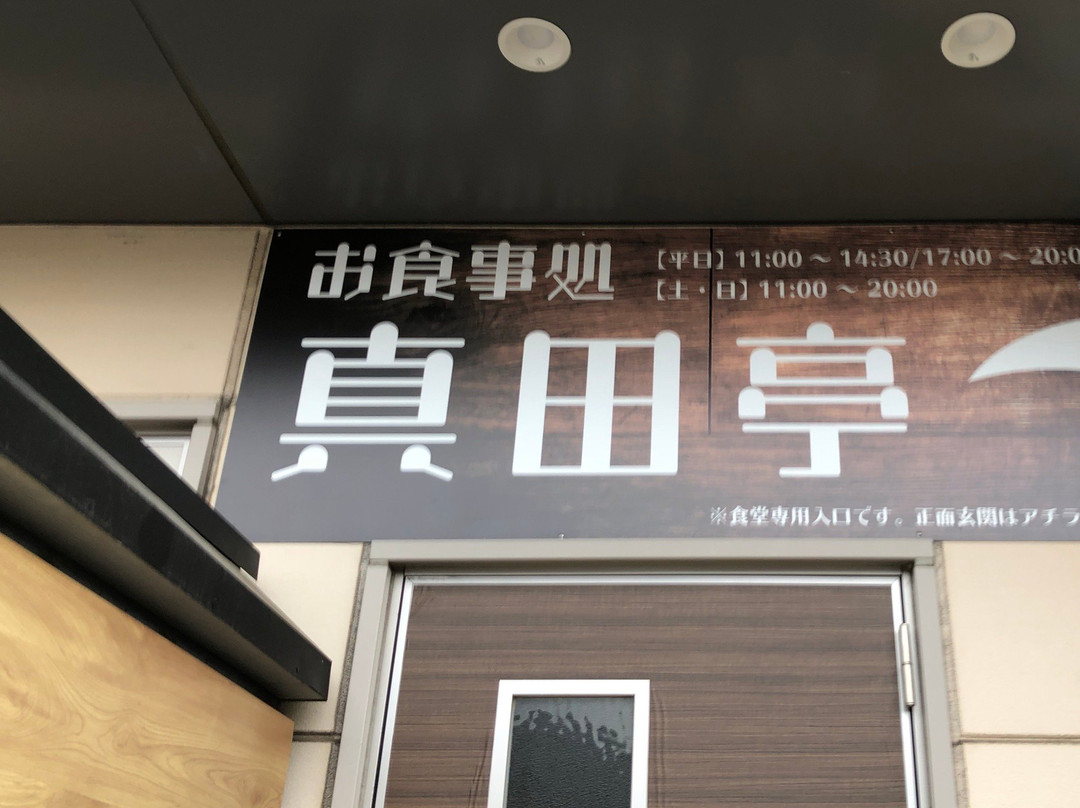 お食事処
【平日】11:00 〜 14:30/17:00 〜 20:0
【土・日】11:00 〜 20:00
真田亭
※食堂専用入口です。正面玄関はアチラ